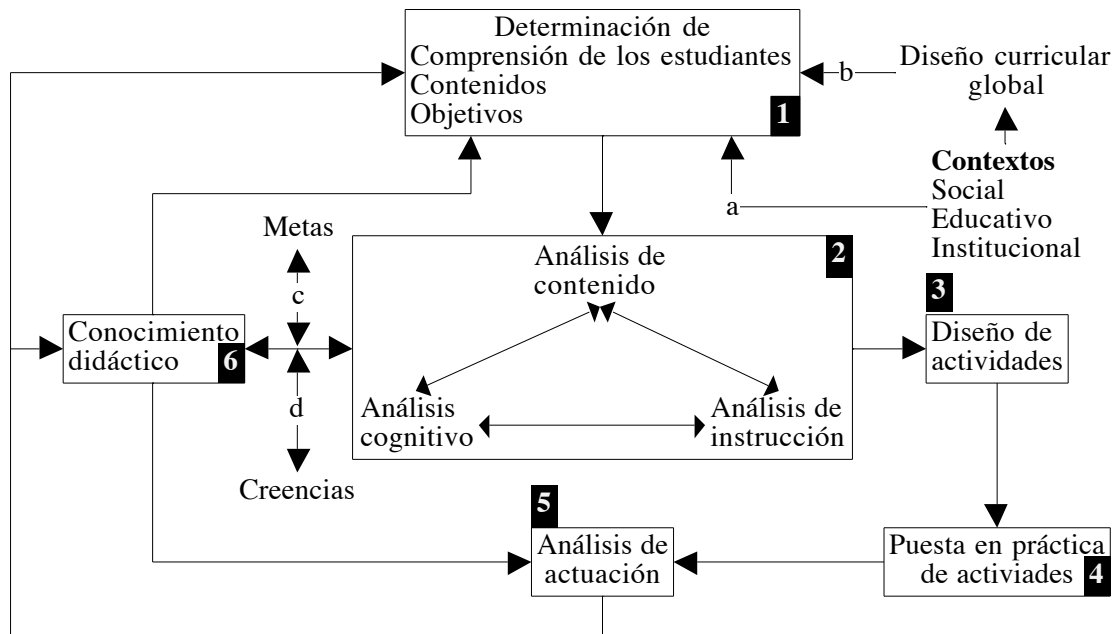 Determinación de
Comprensión de los estudiantes
Contenidos
Objetivos
1
b
Diseño curricular
global
Contextos
Social
Educativo
Institucional
a
Metas
c
2
Análisis de
contenido
3
Diseño de
actividades
Conocimiento
didáctico
6
d
Análisis
cognitivo
Análisis de
instrucción
Creencias
5
Análisis de
actuación
Puesta en práctica
de activiades
4